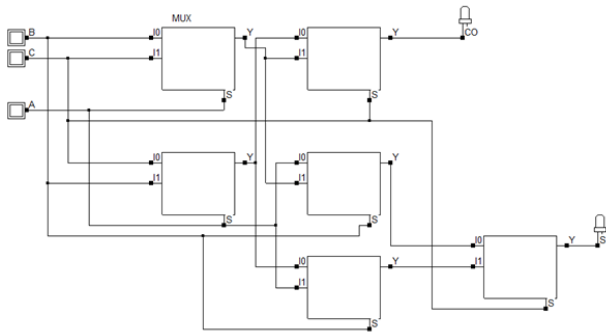 MUX
B I0 Y I0 Y CO
C I1 I1
A S S
I0 Y I0 Y
I1 I1
S S
I0 Y S
I0 Y I1
I1
S S